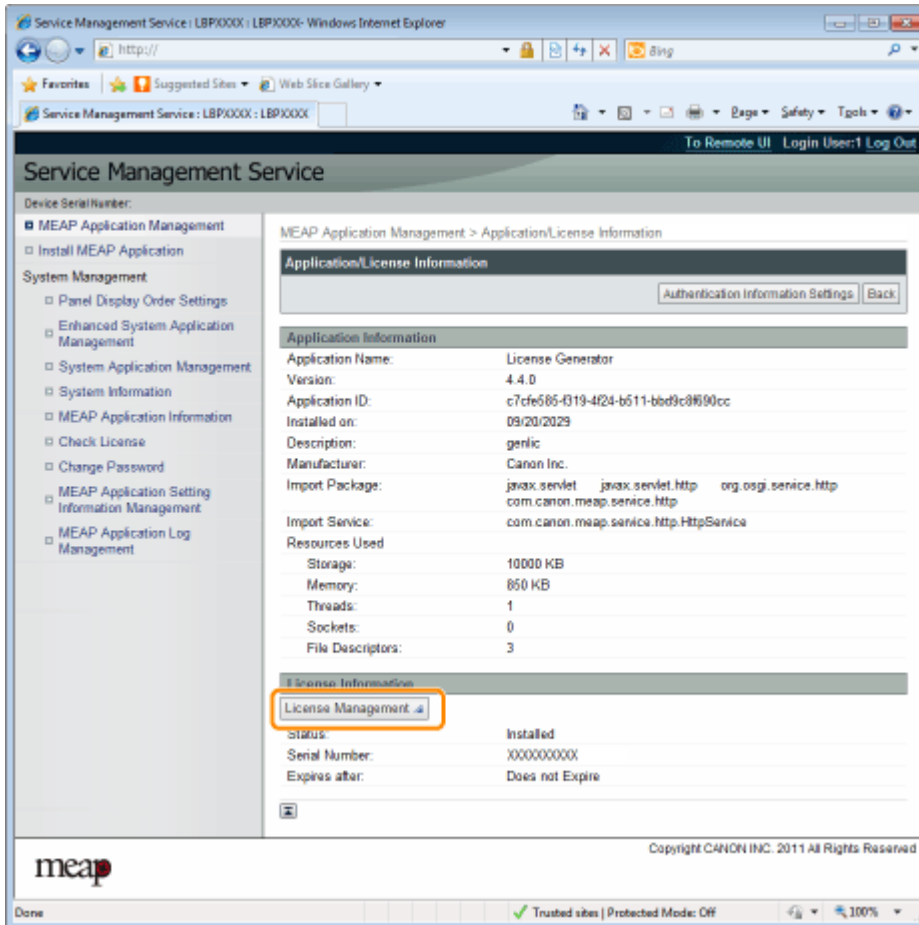 Service Management Service : LBPXXXX : LBPXXXX- Windows Internet Explorer
http://
Bing
Favorites Suggested Sites Web Slice Gallery
Service Management Service : LBPXXXX : LBPXXXX
Page Safety Tools
To Remote UI Login User:1 Log Out
Service Management Service
Device Serial Number:
MEAP Application Management
Install MEAP Application
System Management
Panel Display Order Settings
Enhanced System Application
Management
System Application Management
System Information
MEAP Application Information
Check License
Change Password
MEAP Application Setting
Information Management
MEAP Application Log
Management
MEAP Application Management > Application/License Information
Application/License Information
Authentication Information Settings Back
Application Information
Application Name: License Generator
Version: 4.4.0
Application ID: c7cfe585-f319-4f24-b511-bbd9c8f690cc
Installed on: 09/20/2029
Description: genlic
Manufacturer: Canon Inc.
Import Package: javax.servlet javax.servlet.http org.osgi.service.http
com.canon.meap.service.http
Import Service: com.canon.meap.service.http.HttpService
Resources Used
Storage: 10000 KB
Memory: 850 KB
Threads: 1
Sockets: 0
File Descriptors: 3
License Information
License Management
Status: Installed
Serial Number: XXXXXXXXXX
Expires after: Does not Expire
Copyright CANON INC. 2011 All Rights Reserved
meap
Done Trusted sites | Protected Mode: Off 100%